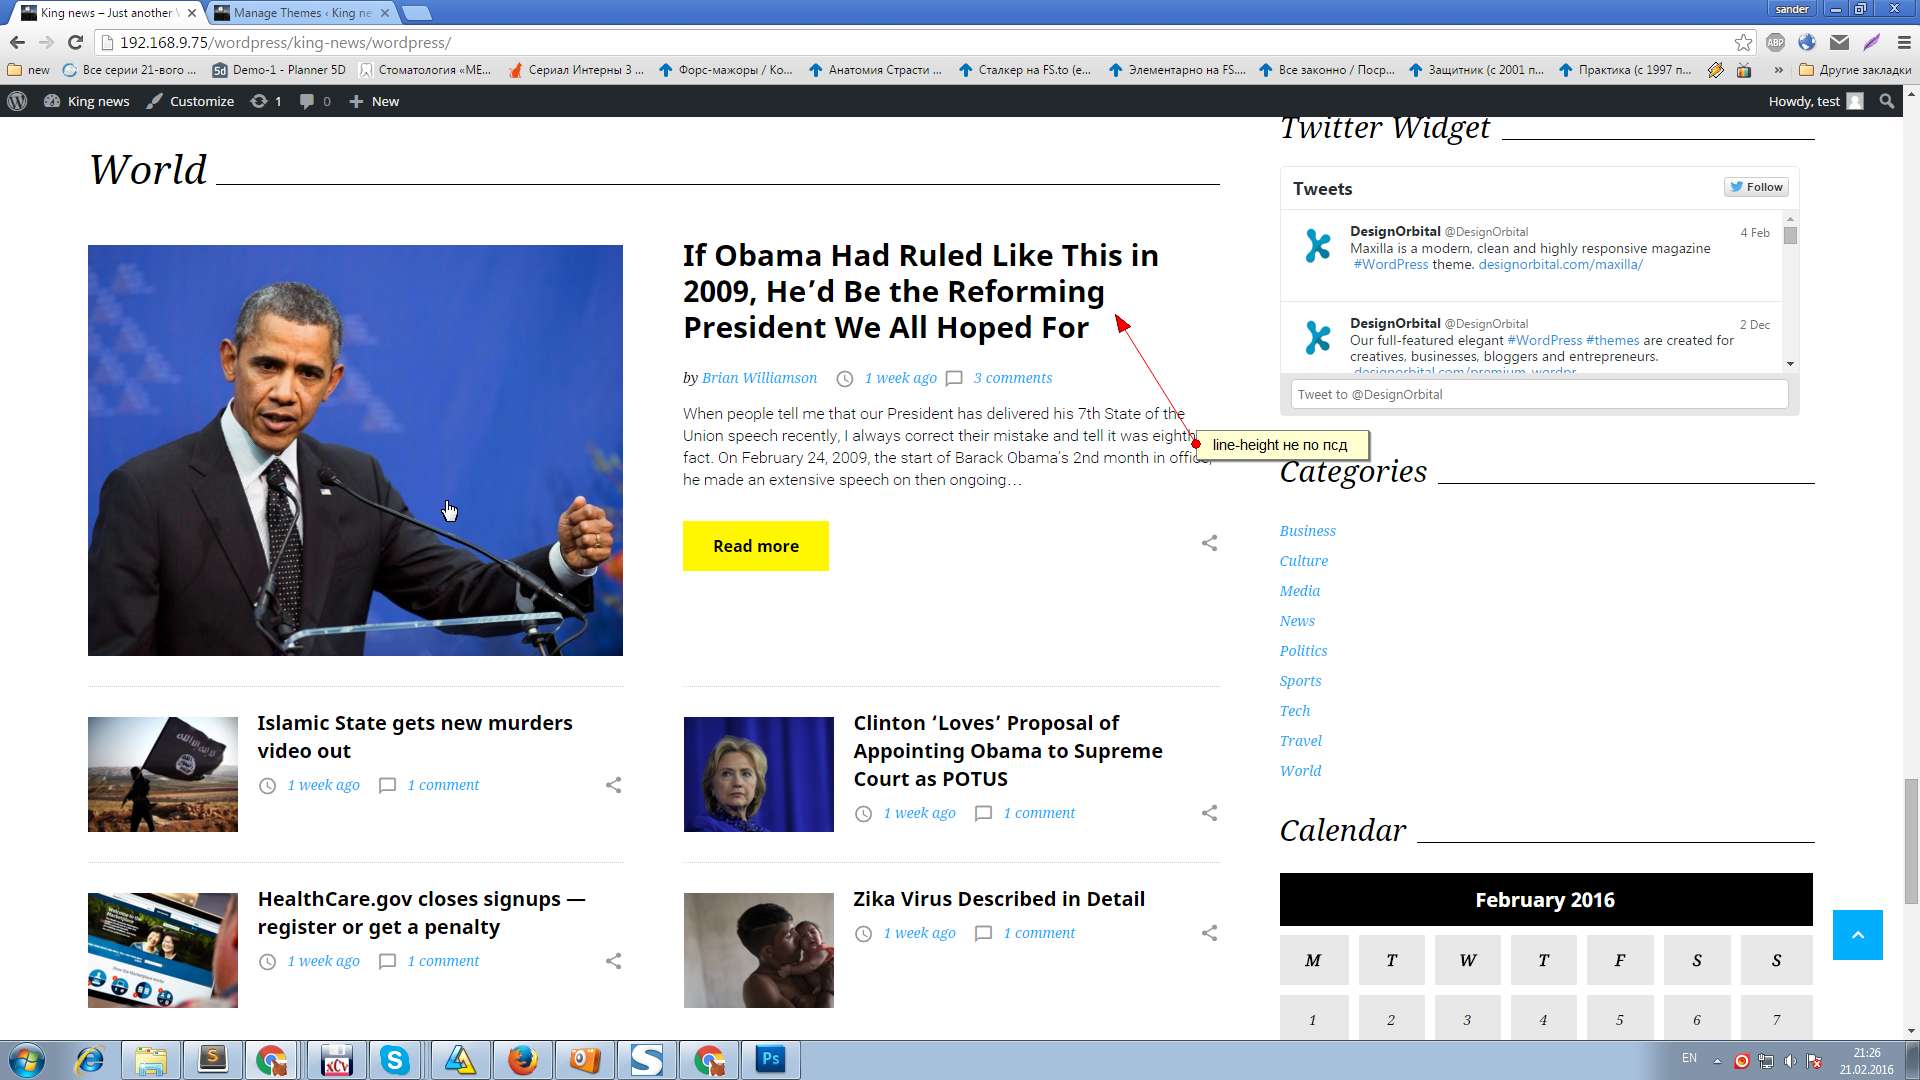 King news – Just another
Manage Themes ‹ King ne
sander
192.168.9.75/wordpress/king-news/wordpress/
ABP
new
Все серии 21-вого ...
Demo-1 - Planner 5D
Стоматология «МЕ...
Сериал Интерны 3 ...
Форс-мажоры / Ко...
Анатомия Страсти ...
Сталкер на FS.to (е...
Элементарно на FS....
Все законно / Поср...
Защитник (с 2001 п...
Практика (с 1997 п...
»
Другие закладки
King news
Customize
1
0
New
Howdy, test
World
If Obama Had Ruled Like This in
2009, He’d Be the Reforming
President We All Hoped For
by Brian Williamson 1 week ago 3 comments
When people tell me that our President has delivered his 7th State of the
Union speech recently, I always correct their mistake and tell it was eighth
fact. On February 24, 2009, the start of Barack Obama's 2nd month in office,
he made an extensive speech on then ongoing…
line-height не по псд
Read more
Islamic State gets new murders
video out
1 week ago 1 comment
Clinton ‘Loves’ Proposal of
Appointing Obama to Supreme
Court as POTUS
1 week ago 1 comment
HealthCare.gov closes signups —
register or get a penalty
1 week ago 1 comment
Zika Virus Described in Detail
1 week ago 1 comment
Twitter Widget
Tweets
Follow
DesignOrbital @DesignOrbital 4 Feb
Maxilla is a modern, clean and highly responsive magazine
#WordPress theme. designorbital.com/maxilla/
DesignOrbital @DesignOrbital 2 Dec
Our full-featured elegant #WordPress #themes are created for
creatives, businesses, bloggers and entrepreneurs.
designorbital.com/premium-wordpr
Tweet to @DesignOrbital
Categories
Business
Culture
Media
News
Politics
Sports
Tech
Travel
World
Calendar
February 2016
M T W T F S S
1 2 3 4 5 6 7
EN
21:26
21.02.2016